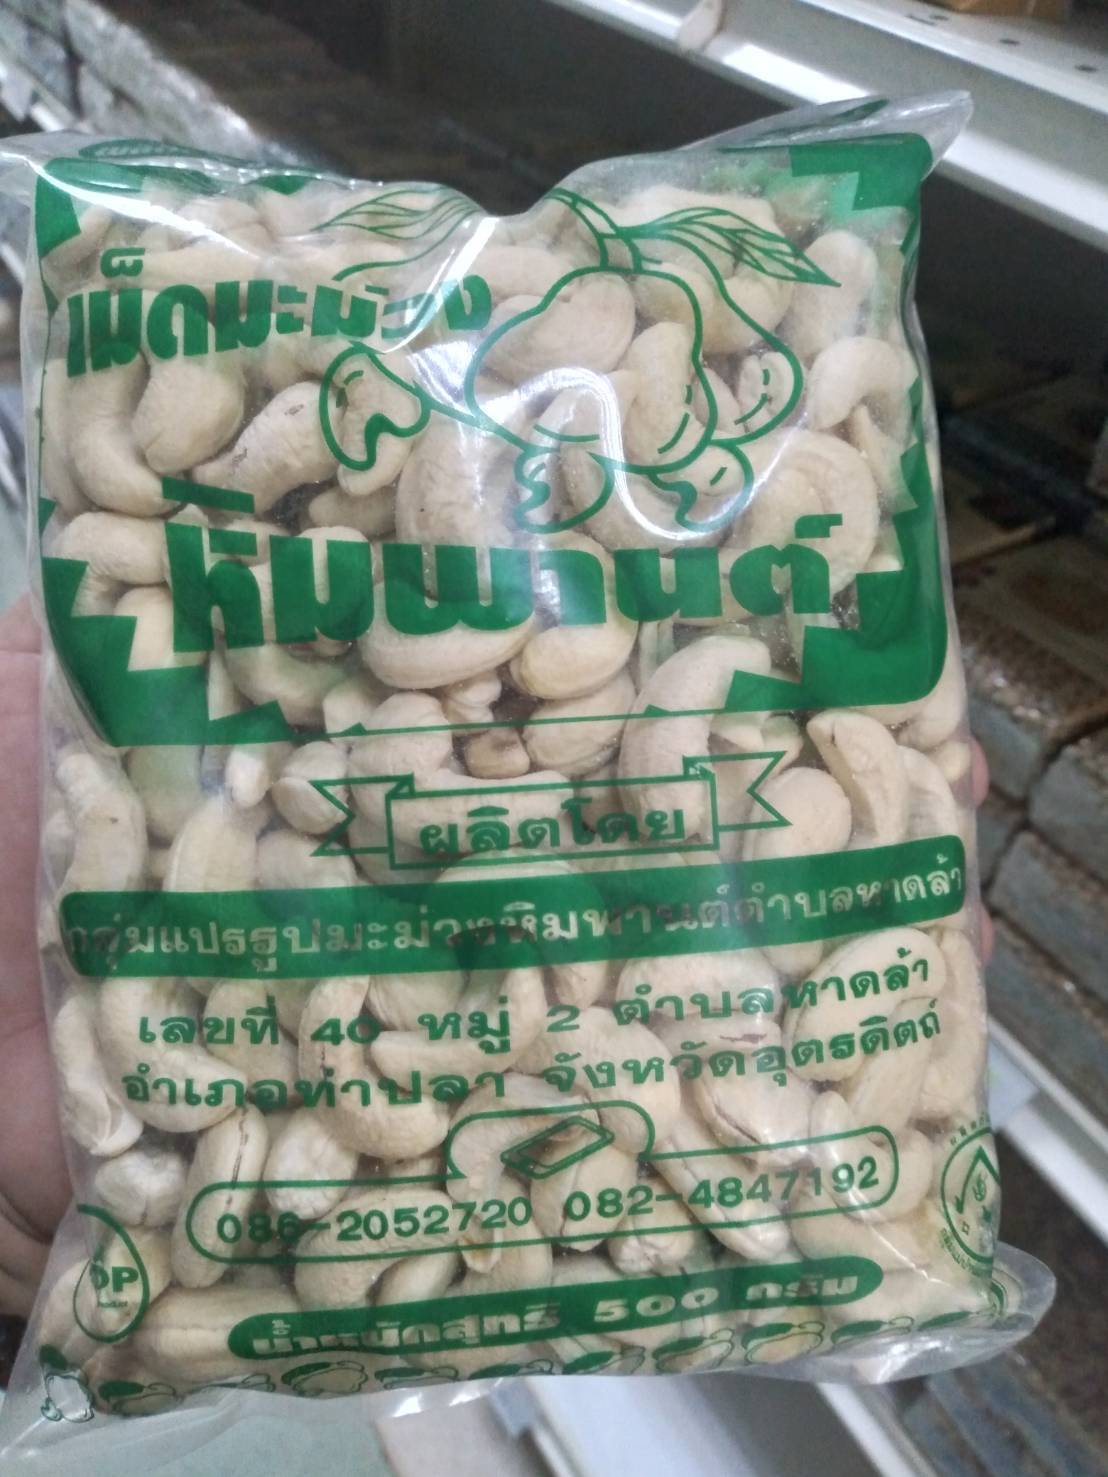 เม็ดมะม่วง
หิมพานต์
ผลิตโดย
กลุ่มแปรรูปมะม่วงหิมพานต์ตำบลหาดล้า
เลขที่ 40 หมู่ 2 ตำบลหาดล้า
อำเภอท่าปลา จังหวัดอุตรดิตถ์
086-2052720 082-4847192
น้ำหนักสุทธิ 500 กรัม